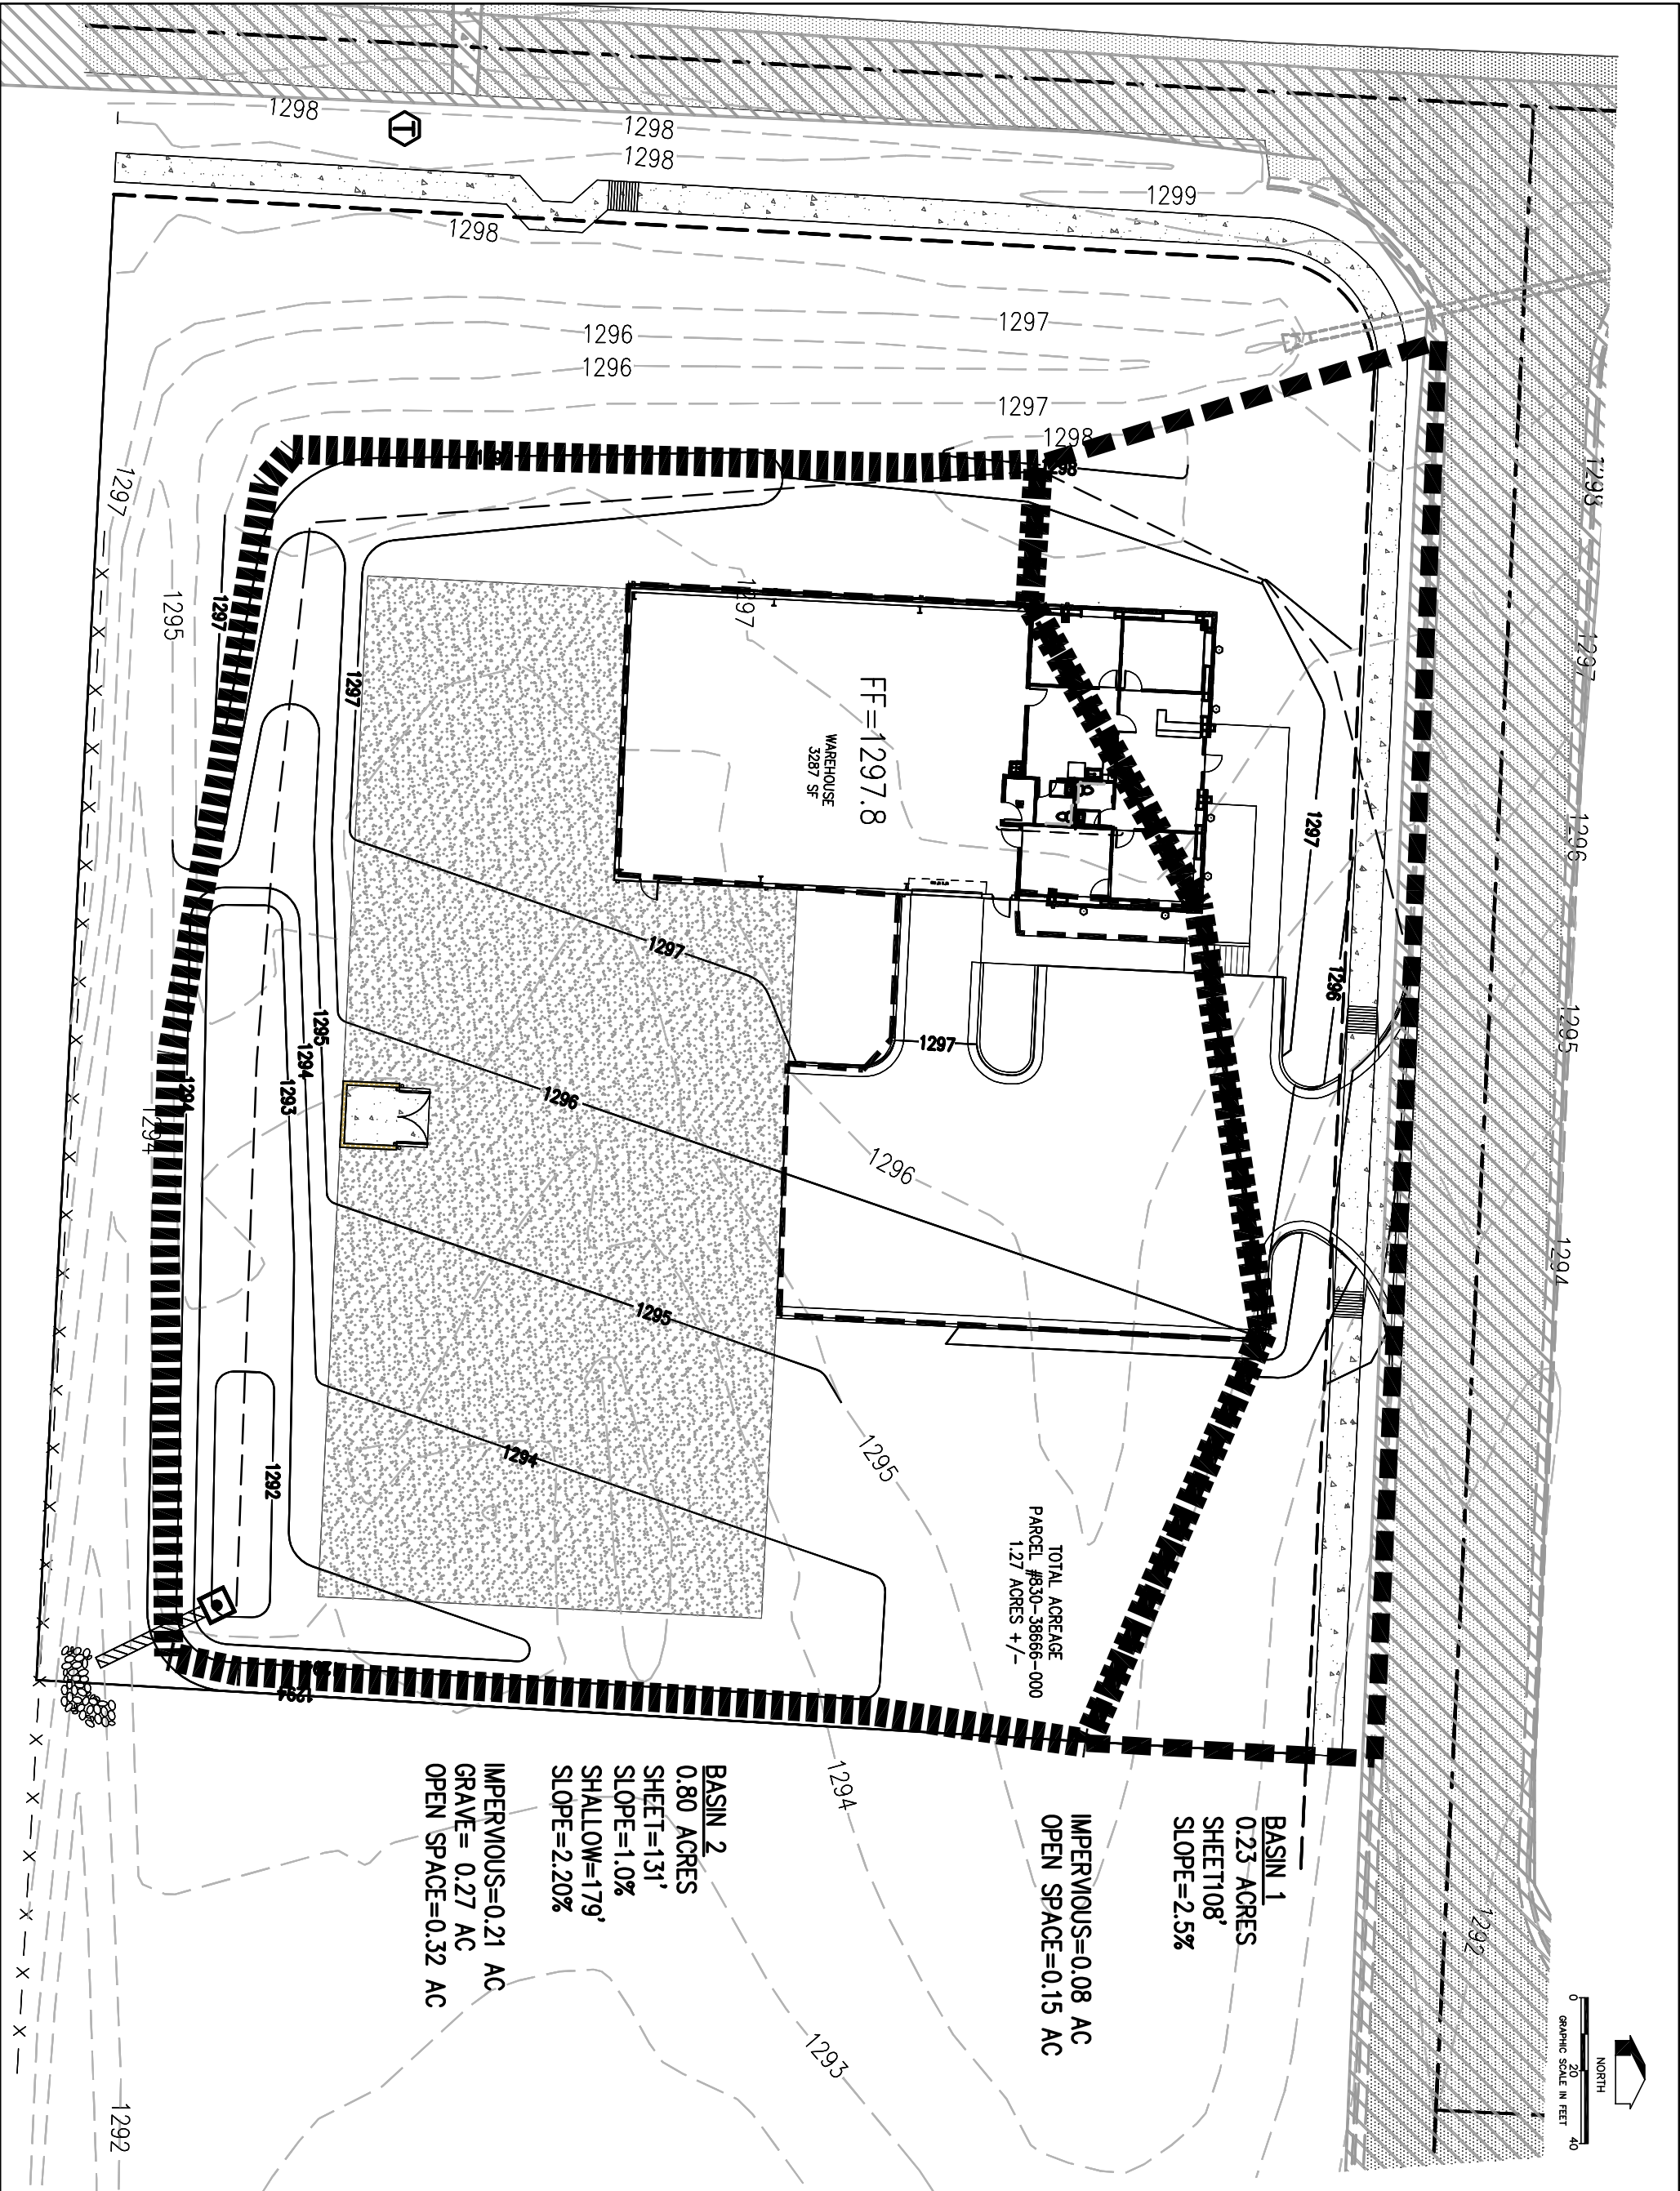 NORTH
0 20 40
GRAPHIC SCALE IN FEET
1298
1298
1298
1299
1298
1297
1296
1296
1297
1298
1298
1297
1295
1297
1297
1297
FF=1297.8
WAREHOUSE
3287 SF
1297
1296
1298
1297
1296
1295
1294
1292
1297
1297
1296
1296
1295
1295
1294
1293
1294
1294
1295
1294
1292
1294
1294
1293
1292
TOTAL ACREAGE
PARCEL #830-38666-000
1.27 ACRES +/-
BASIN 1
0.23 ACRES
SHEET108'
SLOPE=2.5%
IMPERVIOUS=0.08 AC
OPEN SPACE=0.15 AC
BASIN 2
0.80 ACRES
SHEET=131'
SLOPE=1.0%
SHALLOW=179'
SLOPE=2.20%
IMPERVIOUS=0.21 AC
GRAVE= 0.27 AC
OPEN SPACE=0.32 AC
T